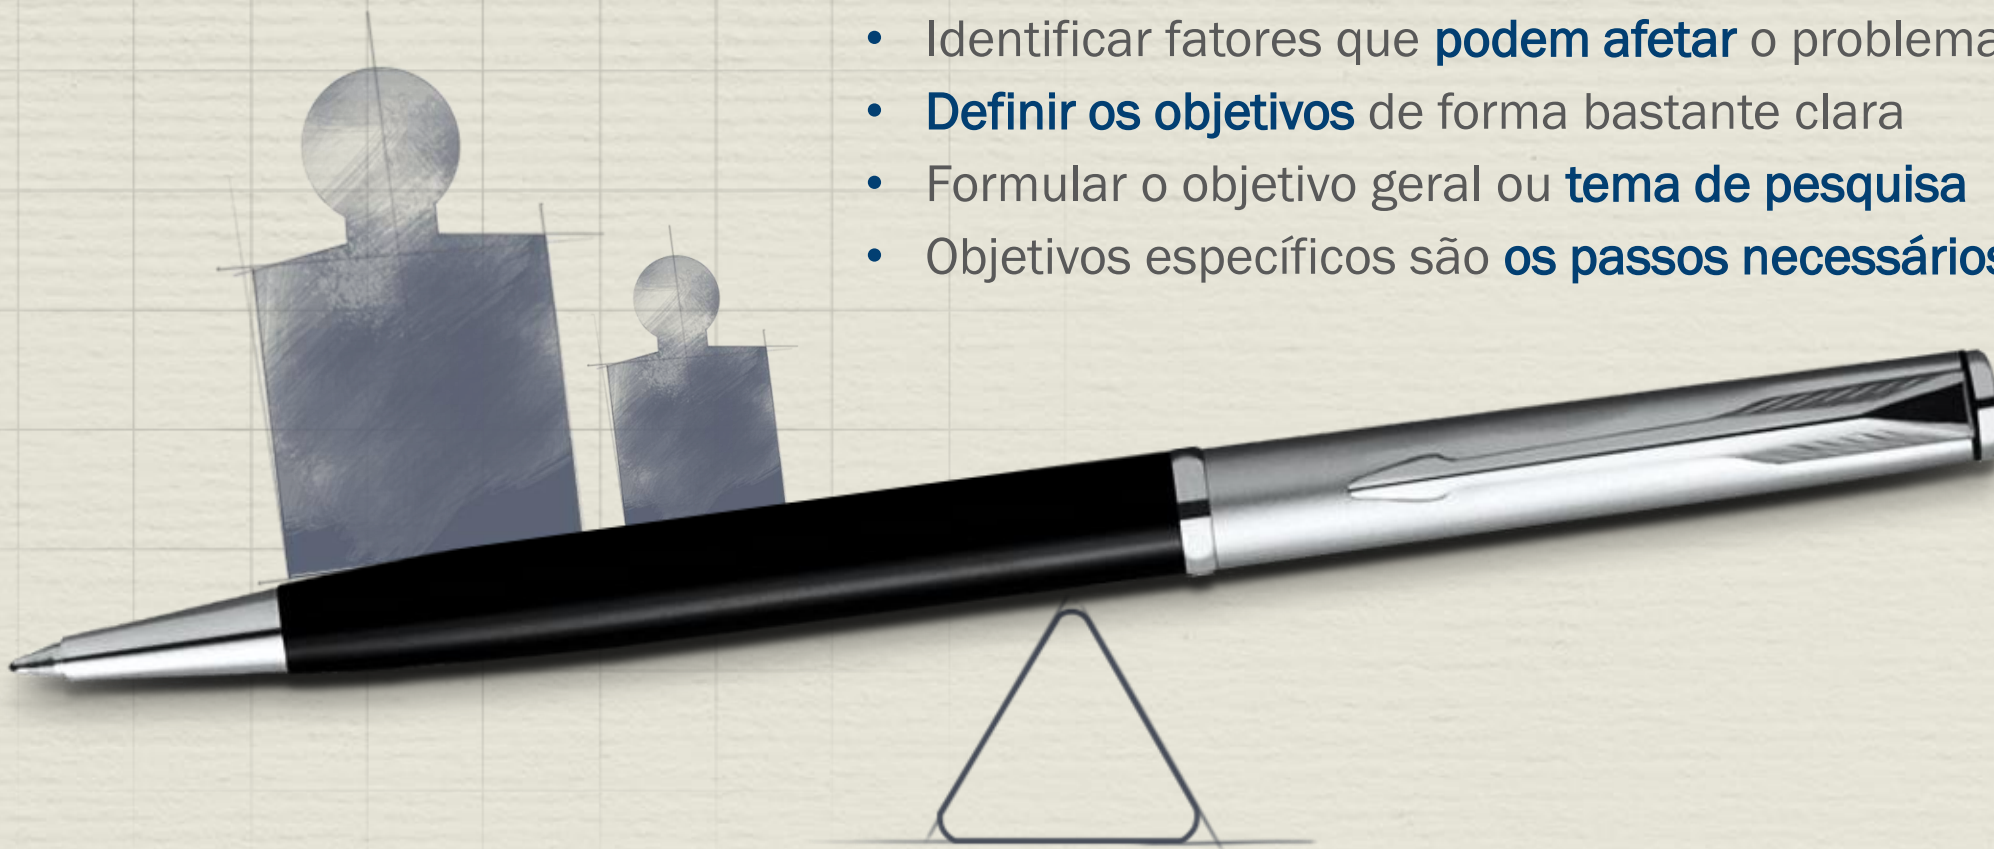 • Identificar fatores que podem afetar o problema
• Definir os objetivos de forma bastante clara
• Formular o objetivo geral ou tema de pesquisa
• Objetivos específicos são os passos necessários